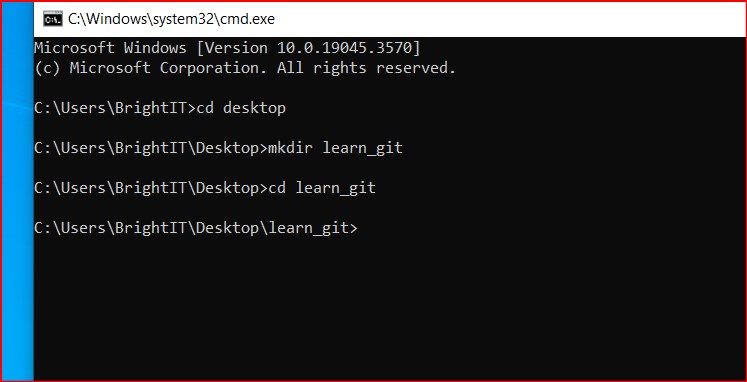 C:\Windows\system32\cmd.exe
Microsoft Windows [Version 10.0.19045.3570]
(c) Microsoft Corporation. All rights reserved.
C:\Users\BrightIT>cd desktop
C:\Users\BrightIT\Desktop>mkdir learn_git
C:\Users\BrightIT\Desktop>cd learn_git
C:\Users\BrightIT\Desktop\learn_git>